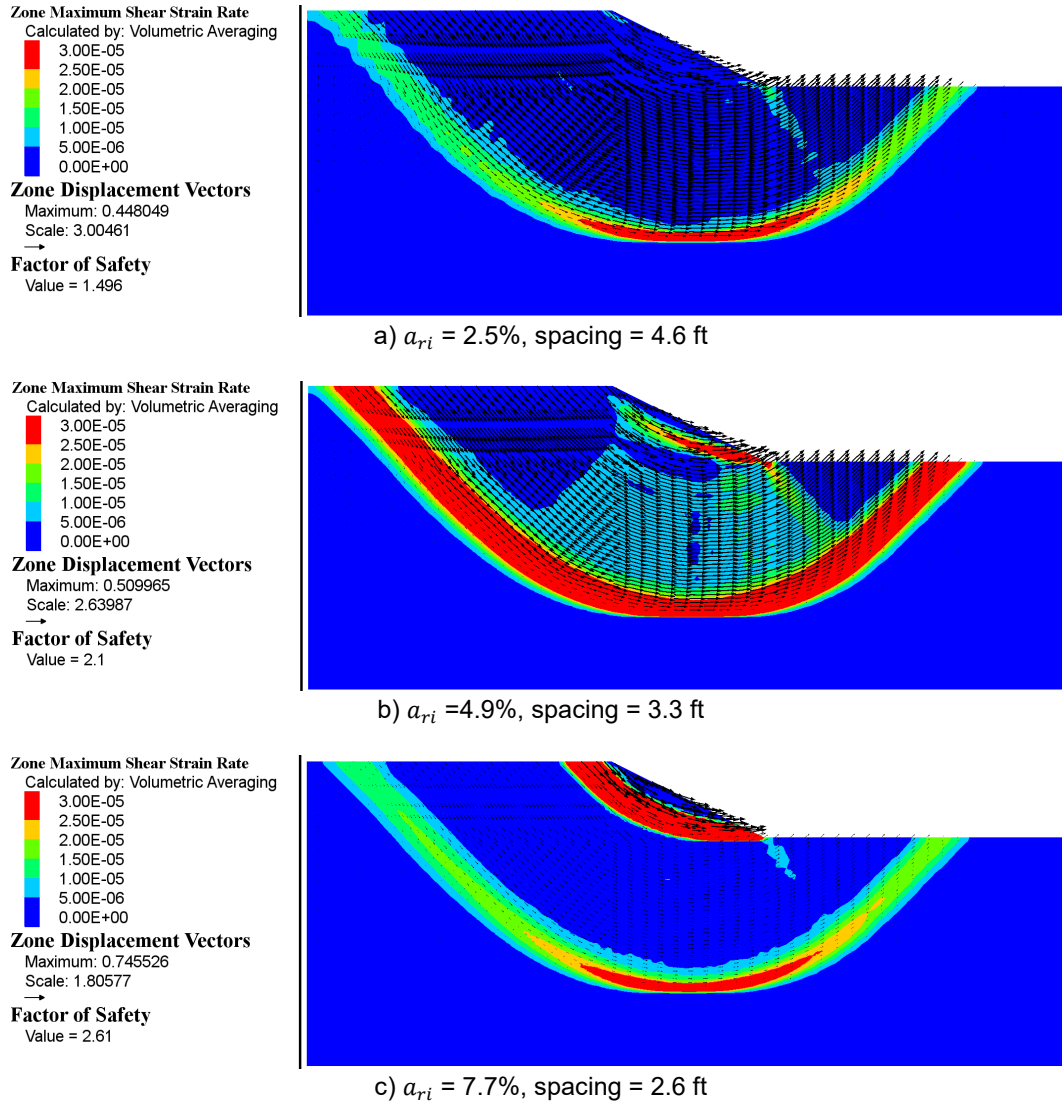 Zone Maximum Shear Strain Rate
Calculated by: Volumetric Averaging
3.00E-05
2.50E-05
2.00E-05
1.50E-05
1.00E-05
5.00E-06
0.00E+00
Zone Displacement Vectors
Maximum: 0.448049
Scale: 3.00461
Factor of Safety
Value = 1.496
a) 𝑎𝑟𝑖 = 2.5%, spacing = 4.6 ft
Zone Maximum Shear Strain Rate
Calculated by: Volumetric Averaging
3.00E-05
2.50E-05
2.00E-05
1.50E-05
1.00E-05
5.00E-06
0.00E+00
Zone Displacement Vectors
Maximum: 0.509965
Scale: 2.63987
Factor of Safety
Value = 2.1
b) 𝑎𝑟𝑖 =4.9%, spacing = 3.3 ft
Zone Maximum Shear Strain Rate
Calculated by: Volumetric Averaging
3.00E-05
2.50E-05
2.00E-05
1.50E-05
1.00E-05
5.00E-06
0.00E+00
Zone Displacement Vectors
Maximum: 0.745526
Scale: 1.80577
Factor of Safety
Value = 2.61
c) 𝑎𝑟𝑖 = 7.7%, spacing = 2.6 ft